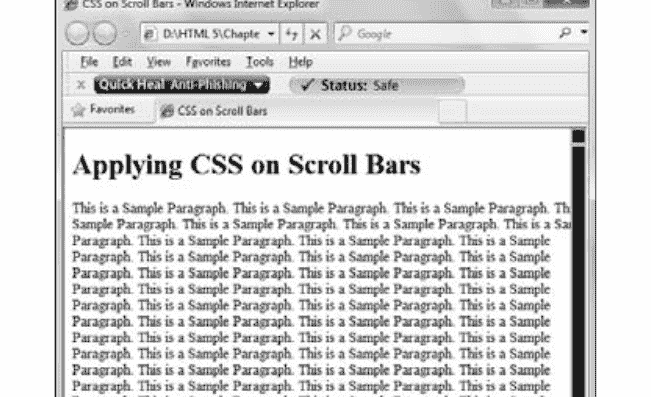 CSS on Scroll Bars - Windows Internet Explorer
D:\HTML 5\Chapte
Google
File Edit View Favorites Tools Help
x Quick Heal Anti-Phishing Status: Safe
Favorites CSS on Scroll Bars
Applying CSS on Scroll Bars
This is a Sample Paragraph. This is a Sample Paragraph. This is a Sample Paragraph. Th
Sample Paragraph. This is a Sample Paragraph. This is a Sample Paragraph. This is a Sa
Paragraph. This is a Sample Paragraph. This is a Sample Paragraph. This is a Sample
Paragraph. This is a Sample Paragraph. This is a Sample Paragraph. This is a Sample
Paragraph. This is a Sample Paragraph. This is a Sample Paragraph. This is a Sample
Paragraph. This is a Sample Paragraph. This is a Sample Paragraph. This is a Sample
Paragraph. This is a Sample Paragraph. This is a Sample Paragraph. This is a Sample
Paragraph. This is a Sample Paragraph. This is a Sample Paragraph. This is a Sample
Paragraph. This is a Sample Paragraph. This is a Sample Paragraph. This is a Sample
Paragraph. This is a Sample Paragraph. This is a Sample Paragraph. This is a Sample
Paragraph. This is a Sample Paragraph. This is a Sample Paragraph. This is a Sample
Paragraph. This is a Sample Paragraph. This is a Sample Paragraph. This is a Sample